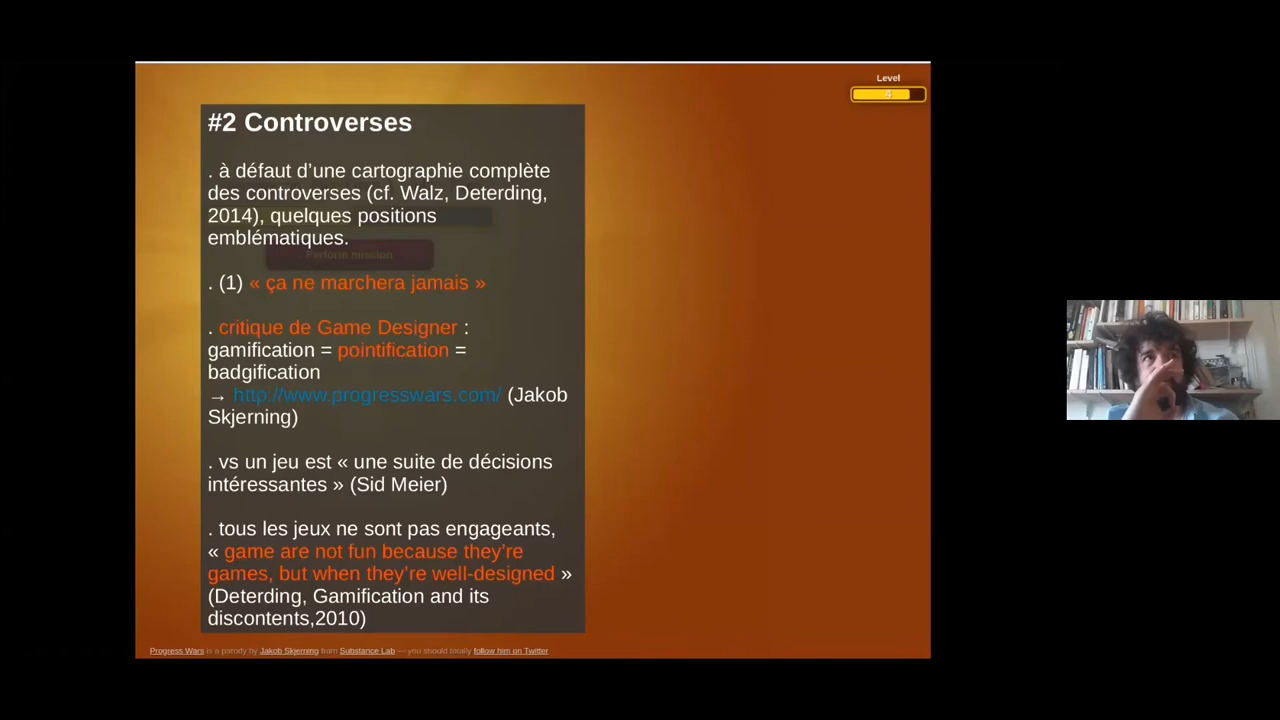 Level
4
#2 Controverses
. à défaut d’une cartographie complète
des controverses (cf. Walz, Deterding,
2014), quelques positions
emblématiques.
Perform mission
. (1) « ça ne marchera jamais »
. critique de Game Designer :
gamification = pointification =
badgification
→ http://www.progresswars.com/ (Jakob
Skjerning)
. vs un jeu est « une suite de décisions
intéressantes » (Sid Meier)
. tous les jeux ne sont pas engageants,
« game are not fun because they’re
games, but when they’re well-designed »
(Deterding, Gamification and its
discontents,2010)
Progress Wars is a parody by Jakob Skjerning from Substance Lab — you should totally follow him on Twitter